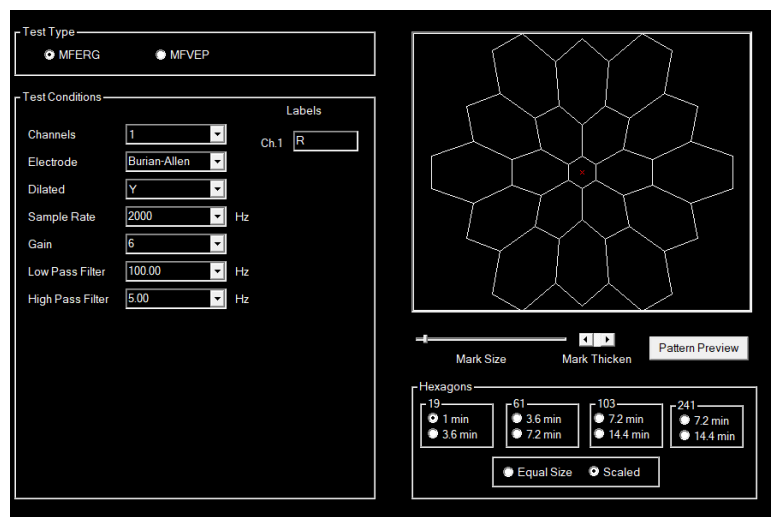 Test Type
MFERG MFVEP
Test Conditions
Labels
Channels 1
Ch.1 R
Electrode Burian-Allen
Dilated Y
Sample Rate 2000 Hz
Gain 6
Low Pass Filter 100.00 Hz
High Pass Filter 5.00 Hz
x
Mark Size Mark Thicken Pattern Preview
Hexagons
19
1 min
3.6 min
61
3.6 min
7.2 min
103
7.2 min
14.4 min
241
7.2 min
14.4 min
Equal Size Scaled